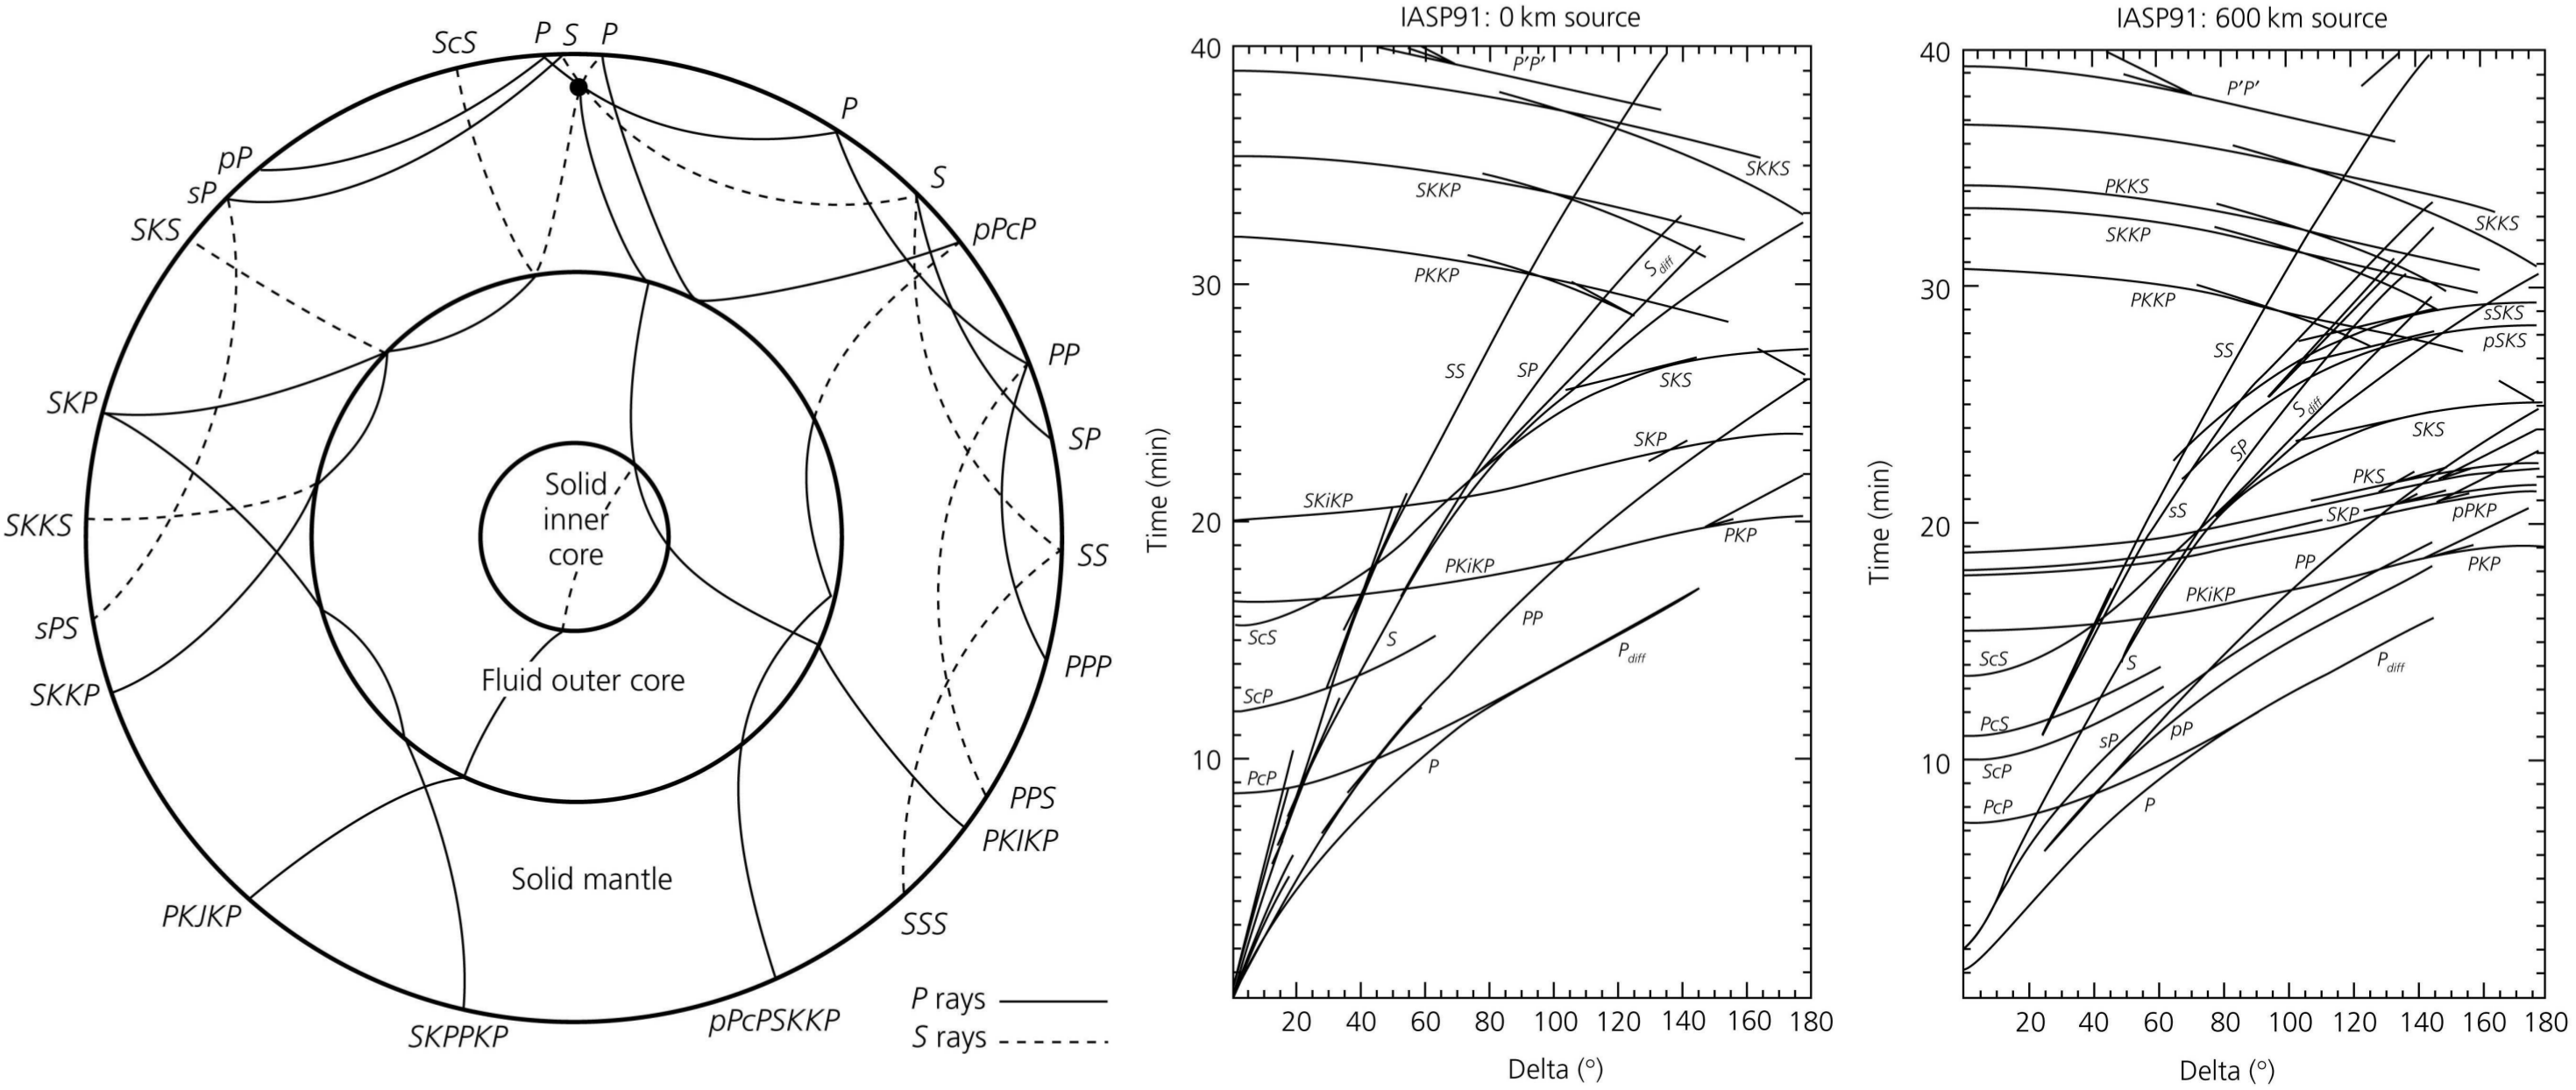 ScS
P
S
P
P
pP
sP
S
SKS
pPcP
PP
SKP
SP
Solid
inner
core
SKKS
SS
sPS
PPP
SKKP
Fluid outer core
PPS
PKIKP
Solid mantle
PKJKP
SSS
P rays
S rays
SKPPKP
pPcPSKKP
IASP91: 0 km source
40
30
20
10
Time (min)
P'P'
SKKS
SKKP
PKKP
Sdiff
SS
SP
SKS
SKP
SKiKP
PKP
PKiKP
PP
ScS
S
Pdiff
ScP
PcP
P
20 40 60 80 100 120 140 160 180
Delta (°)
IASP91: 600 km source
40
30
20
10
Time (min)
P'P'
PKKS
SKKS
SKKP
PKKP
sSKS
pSKS
SS
Sdiff
SKS
SP
PKS
sS
SKP
pPKP
PP
PKP
PKiKP
ScS
S
Pdiff
PcS
pP
sP
ScP
PcP
P
20 40 60 80 100 120 140 160 180
Delta (°)